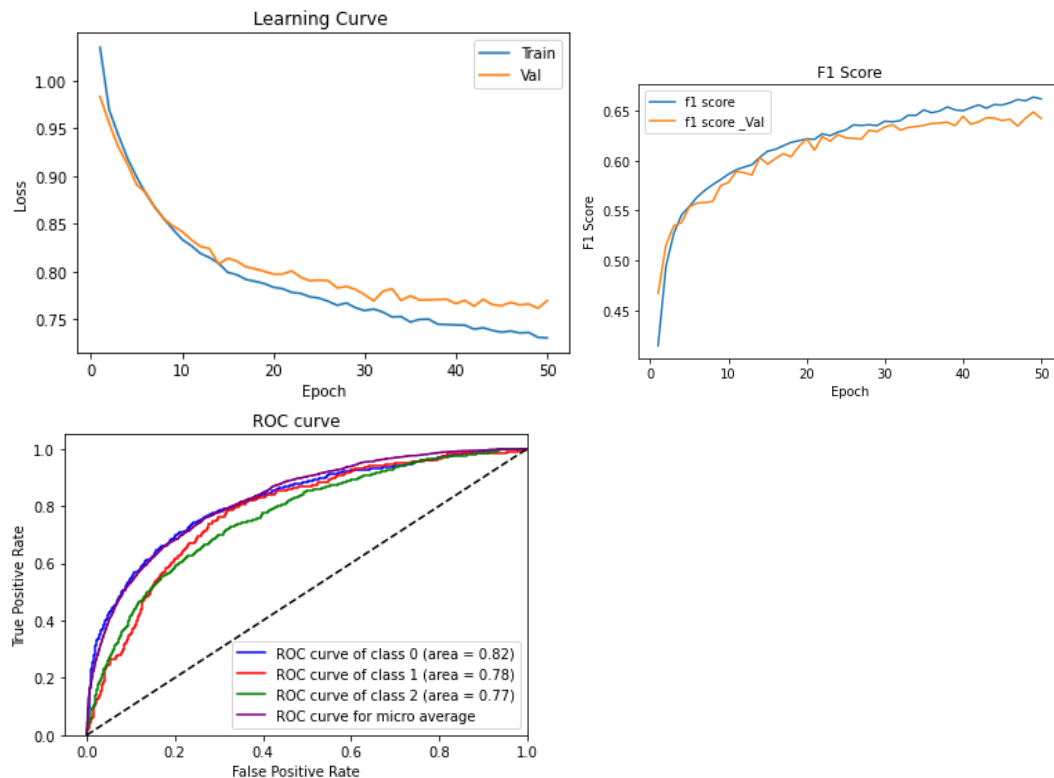 Learning Curve
Train
Val
1.00
0.95
0.90
0.85
0.80
0.75
Loss
0 10 20 30 40 50
Epoch
F1 Score
f1 score
f1 score _Val
0.65
0.60
0.55
0.50
0.45
F1 Score
0 10 20 30 40 50
Epoch
ROC curve
1.0
0.8
0.6
0.4
0.2
0.0
True Positive Rate
ROC curve of class 0 (area = 0.82)
ROC curve of class 1 (area = 0.78)
ROC curve of class 2 (area = 0.77)
ROC curve for micro average
0.0 0.2 0.4 0.6 0.8 1.0
False Positive Rate